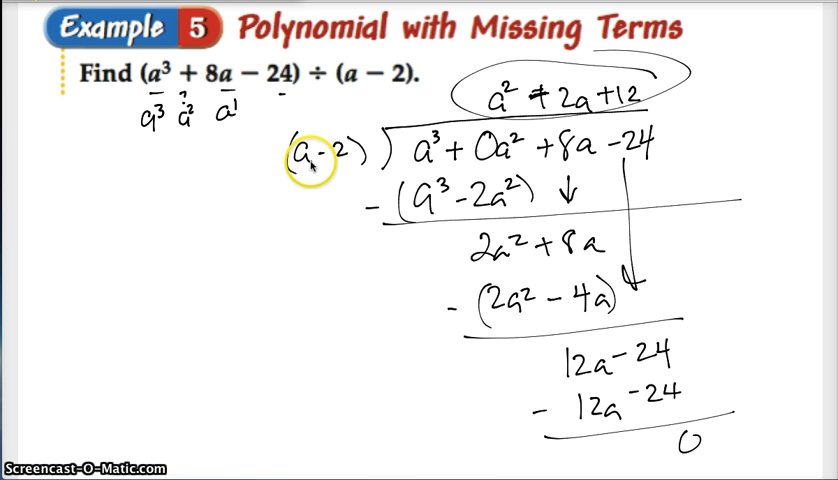 Example 5 Polynomial with Missing Terms
Find (a³ + 8a − 24) ÷ (a − 2).
a³ a² a¹
?
a² + 2a + 12
(a - 2) ) a³ + 0a² + 8a - 24
- (a³ - 2a²) ↓
2a² + 8a
- (2a² - 4a)
12a - 24
- 12a - 24
0
Screencast-O-Matic.com